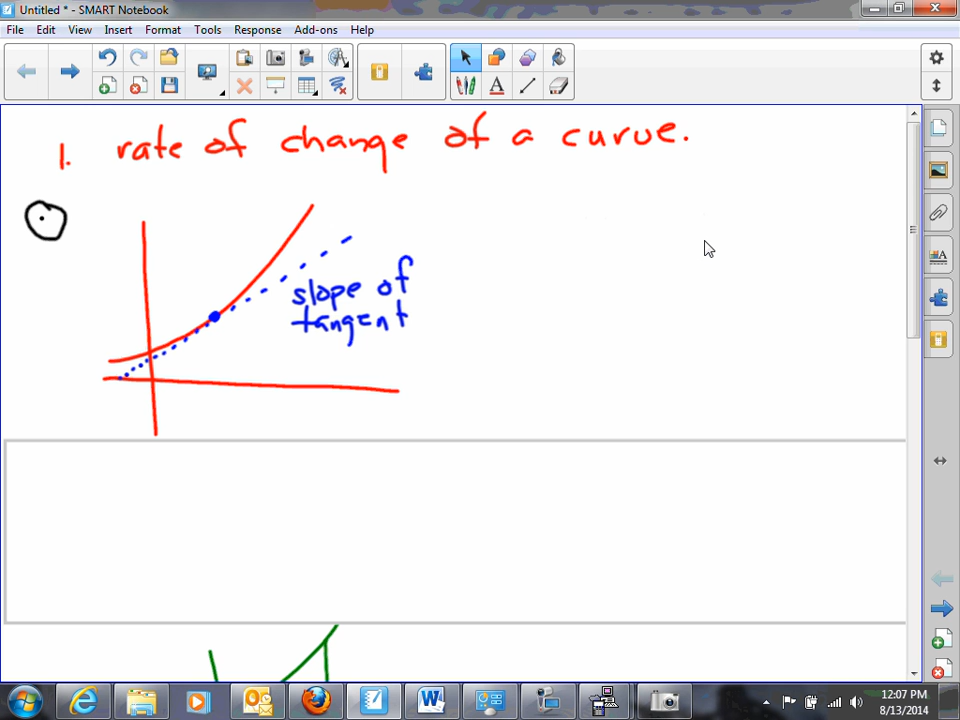 Untitled * - SMART Notebook
File Edit View Insert Format Tools Response Add-ons Help
1. rate of change of a curve.
slope of
tangent
12:07 PM
8/13/2014